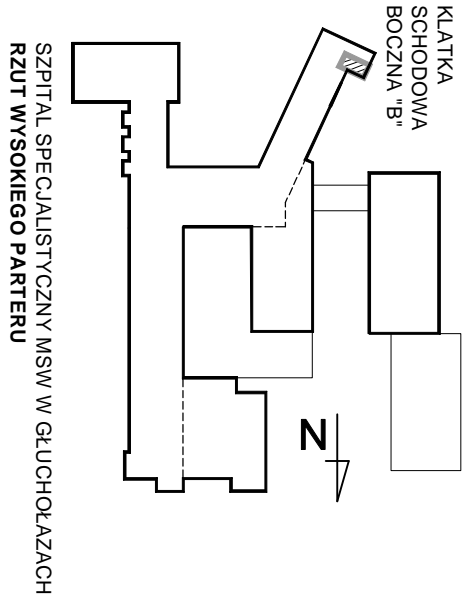 KLATKA
SCHODOWA
BOCZNA "B"
N
SZPITAL SPECJALISTYCZNY MSW W GŁUCHOŁAZACH
RZUT WYSOKIEGO PARTERU